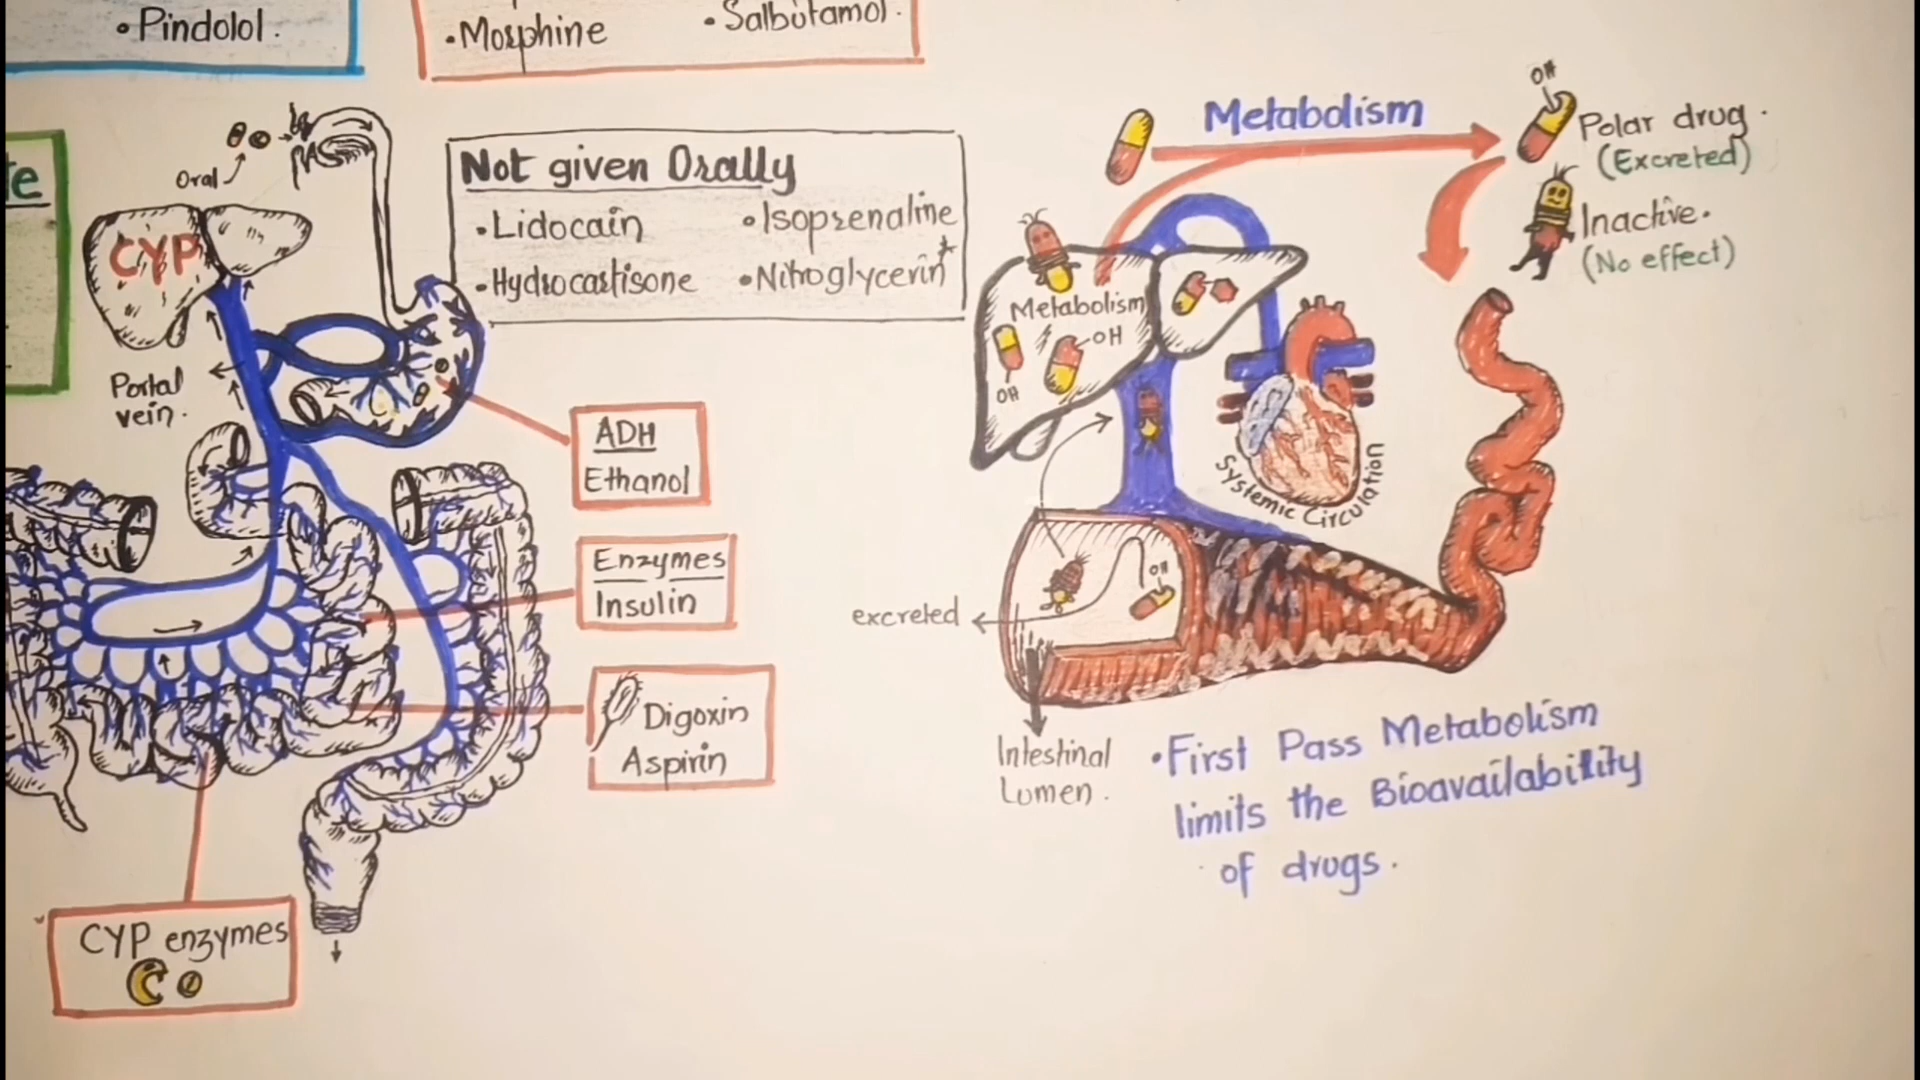 • Pindolol.
• Morphine
• Salbutamol.
te
Oral
CYP
Portal
vein.
Not given Orally
• Lidocain
• Isoprenaline
• Hydrocortisone
• Nitroglycerin*
ADH
Ethanol
Enzymes
Insulin
Digoxin
Aspirin
CYP enzymes
Metabolism
OH
Polar drug.
(Excreted)
Inactive.
(No effect)
Metabolism
OH
OH
Systemic Circulation
OH
excreted
Intestinal
Lumen.
• First Pass Metabolism
limits the Bioavailability
of drugs.